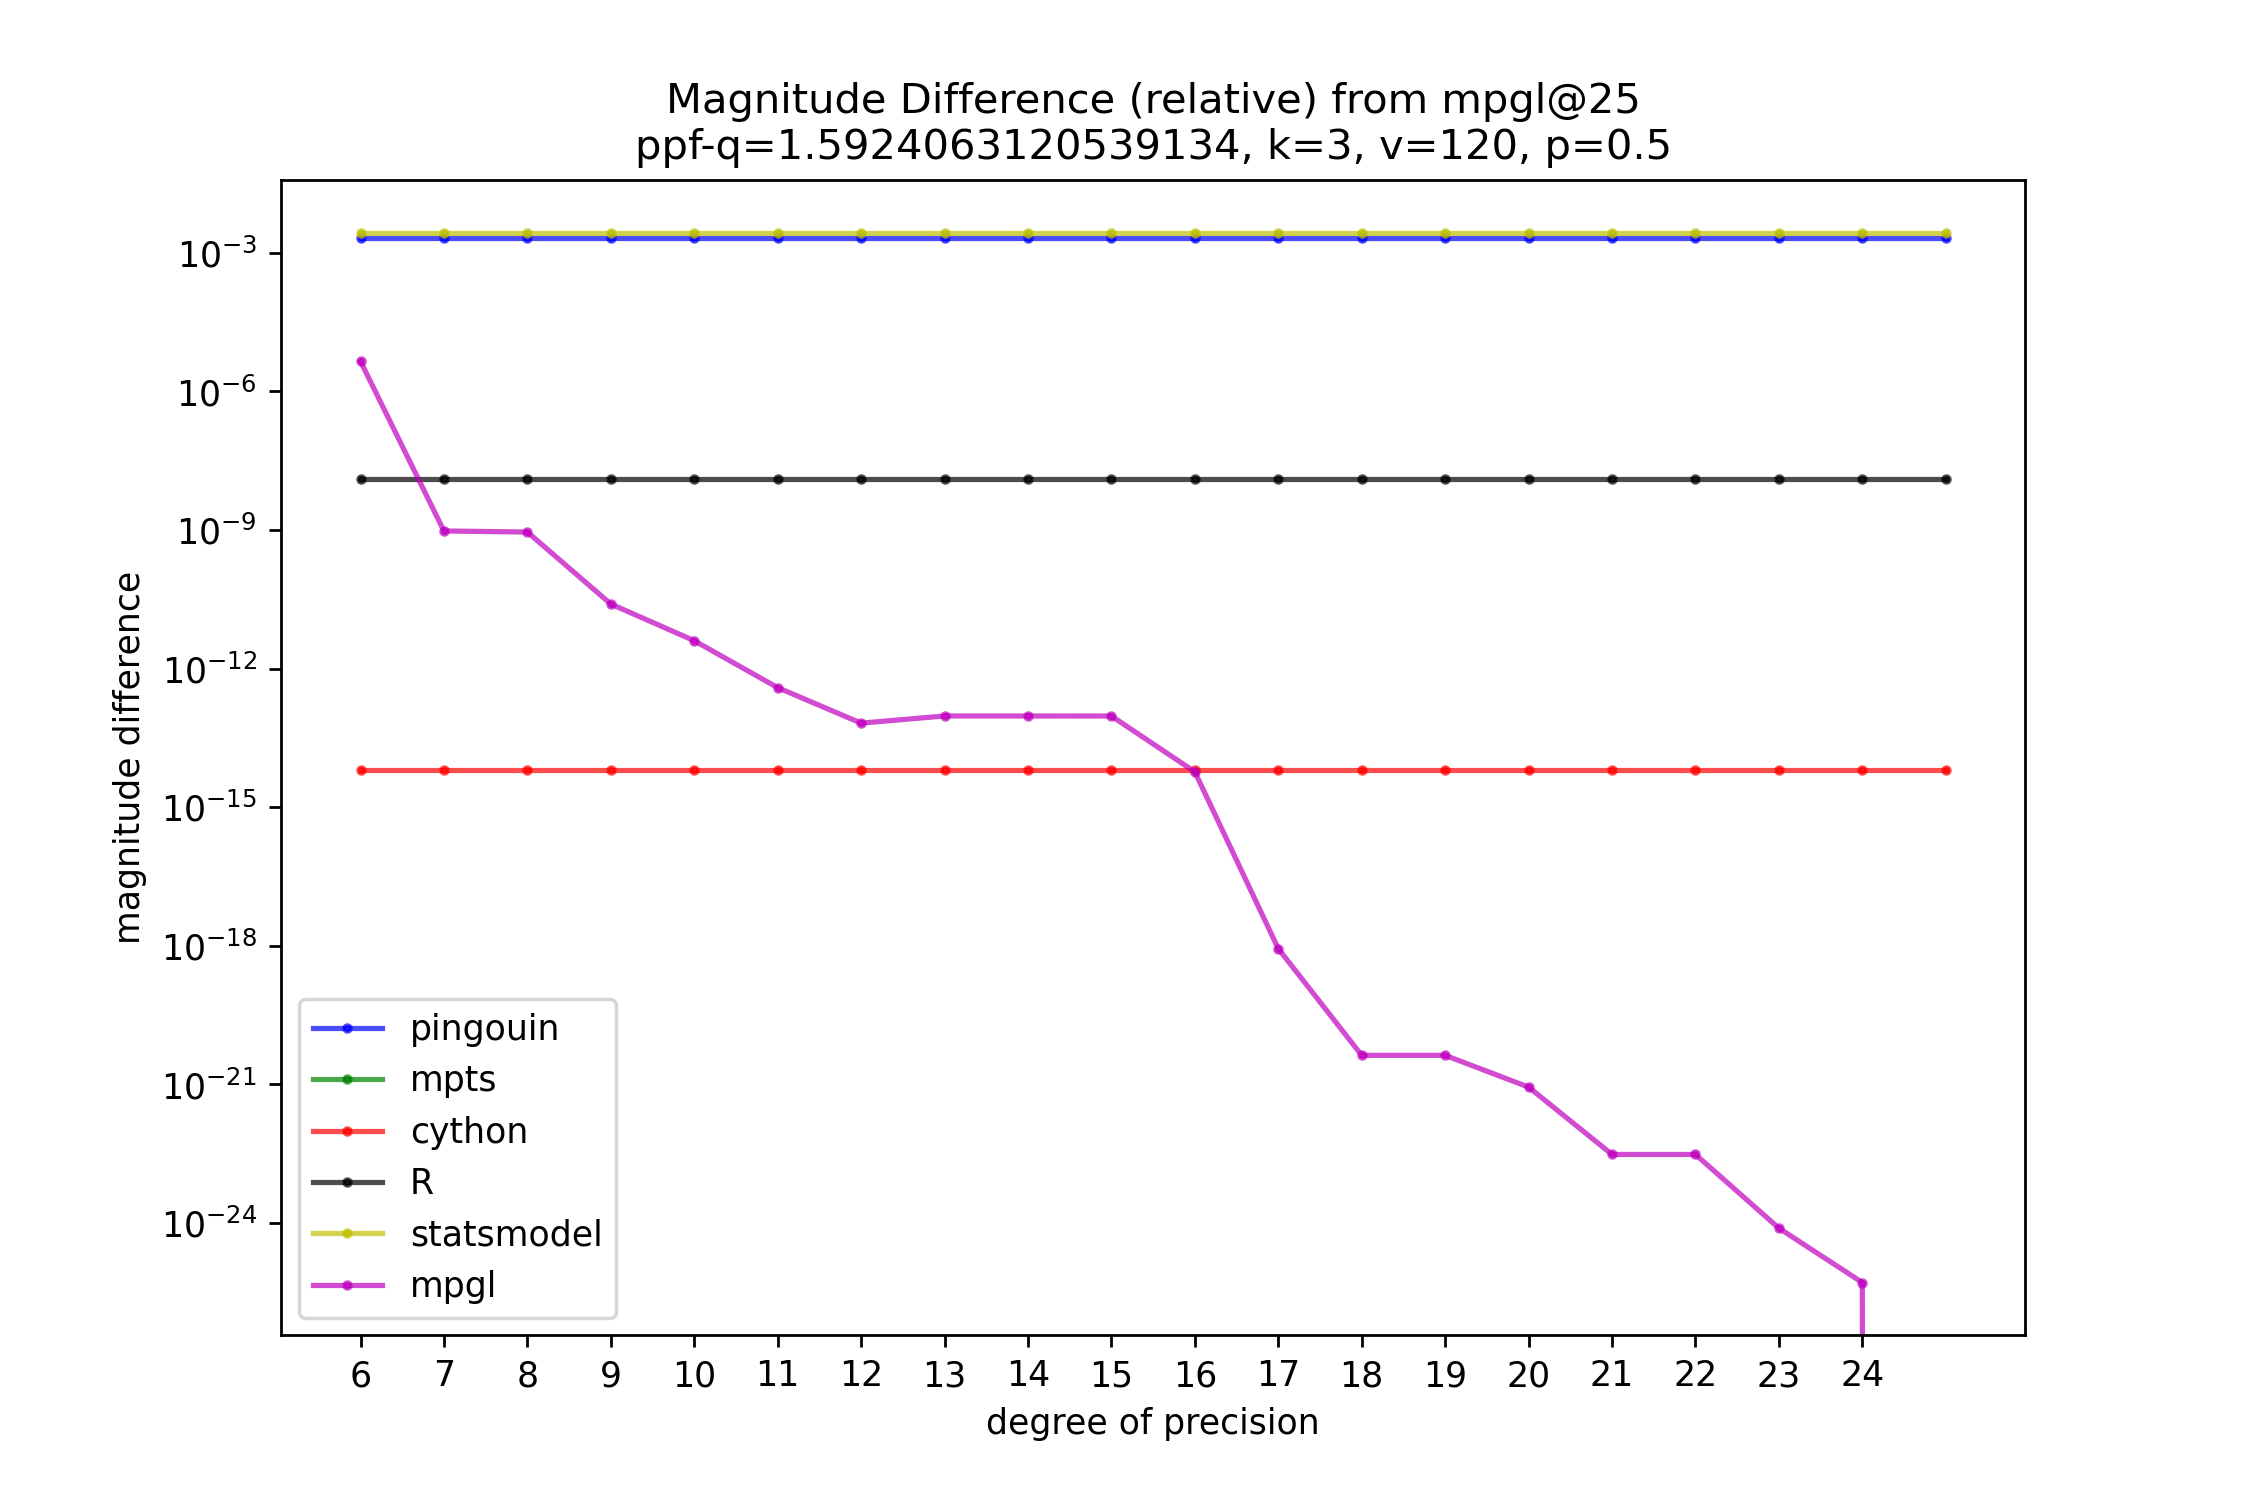 Magnitude Difference (relative) from mpgl@25
ppf-q=1.5924063120539134, k=3, v=120, p=0.5
magnitude difference
10⁻³
10⁻⁶
10⁻⁹
10⁻¹²
10⁻¹⁵
10⁻¹⁸
10⁻²¹
10⁻²⁴
pingouin
mpts
cython
R
statsmodel
mpgl
6 7 8 9 10 11 12 13 14 15 16 17 18 19 20 21 22 23 24
degree of precision